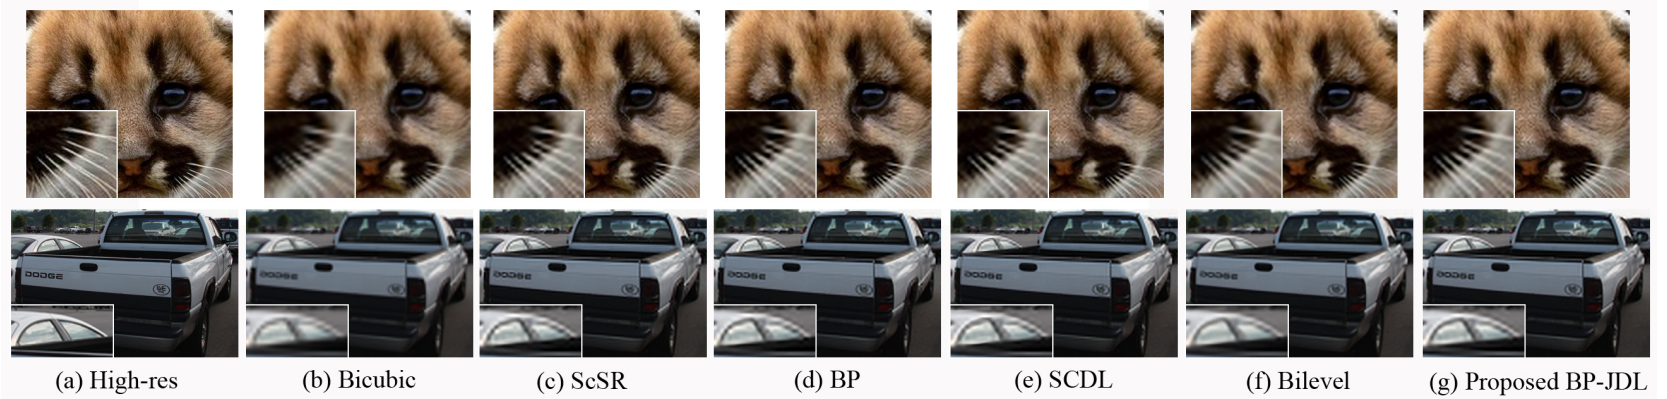 DODGE
(a) High-res
(b) Bicubic
(c) ScSR
(d) BP
(e) SCDL
(f) Bilevel
(g) Proposed BP-JDL